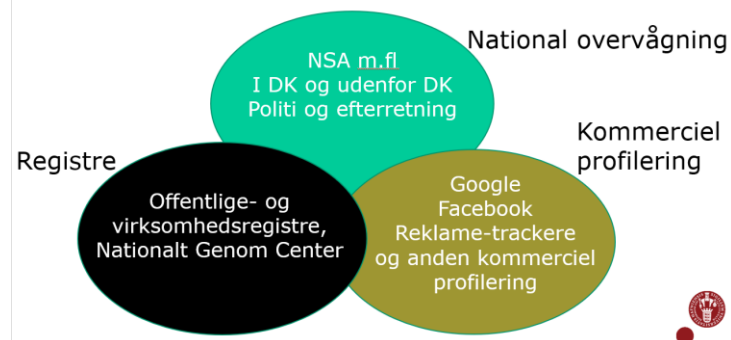 National overvågning
NSA m.fl
I DK og udenfor DK
Politi og efterretning
Kommerciel
profilering
Registre
Offentlige- og
virksomhedsregistre,
Nationalt Genom Center
Google
Facebook
Reklame-trackere
og anden kommerciel
profilering